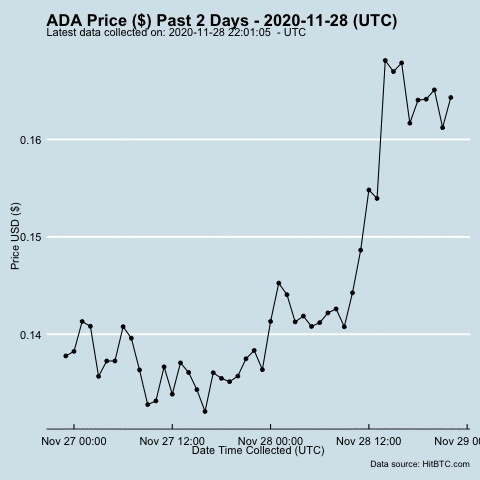 ADA Price ($) Past 2 Days - 2020-11-28 (UTC)
Latest data collected on: 2020-11-28 22:01:05 - UTC
0.16
0.15
0.14
Price USD ($)
Nov 27 00:00 Nov 27 12:00 Nov 28 00:00 Nov 28 12:00 Nov 29 0
Date Time Collected (UTC)
Data source: HitBTC.com